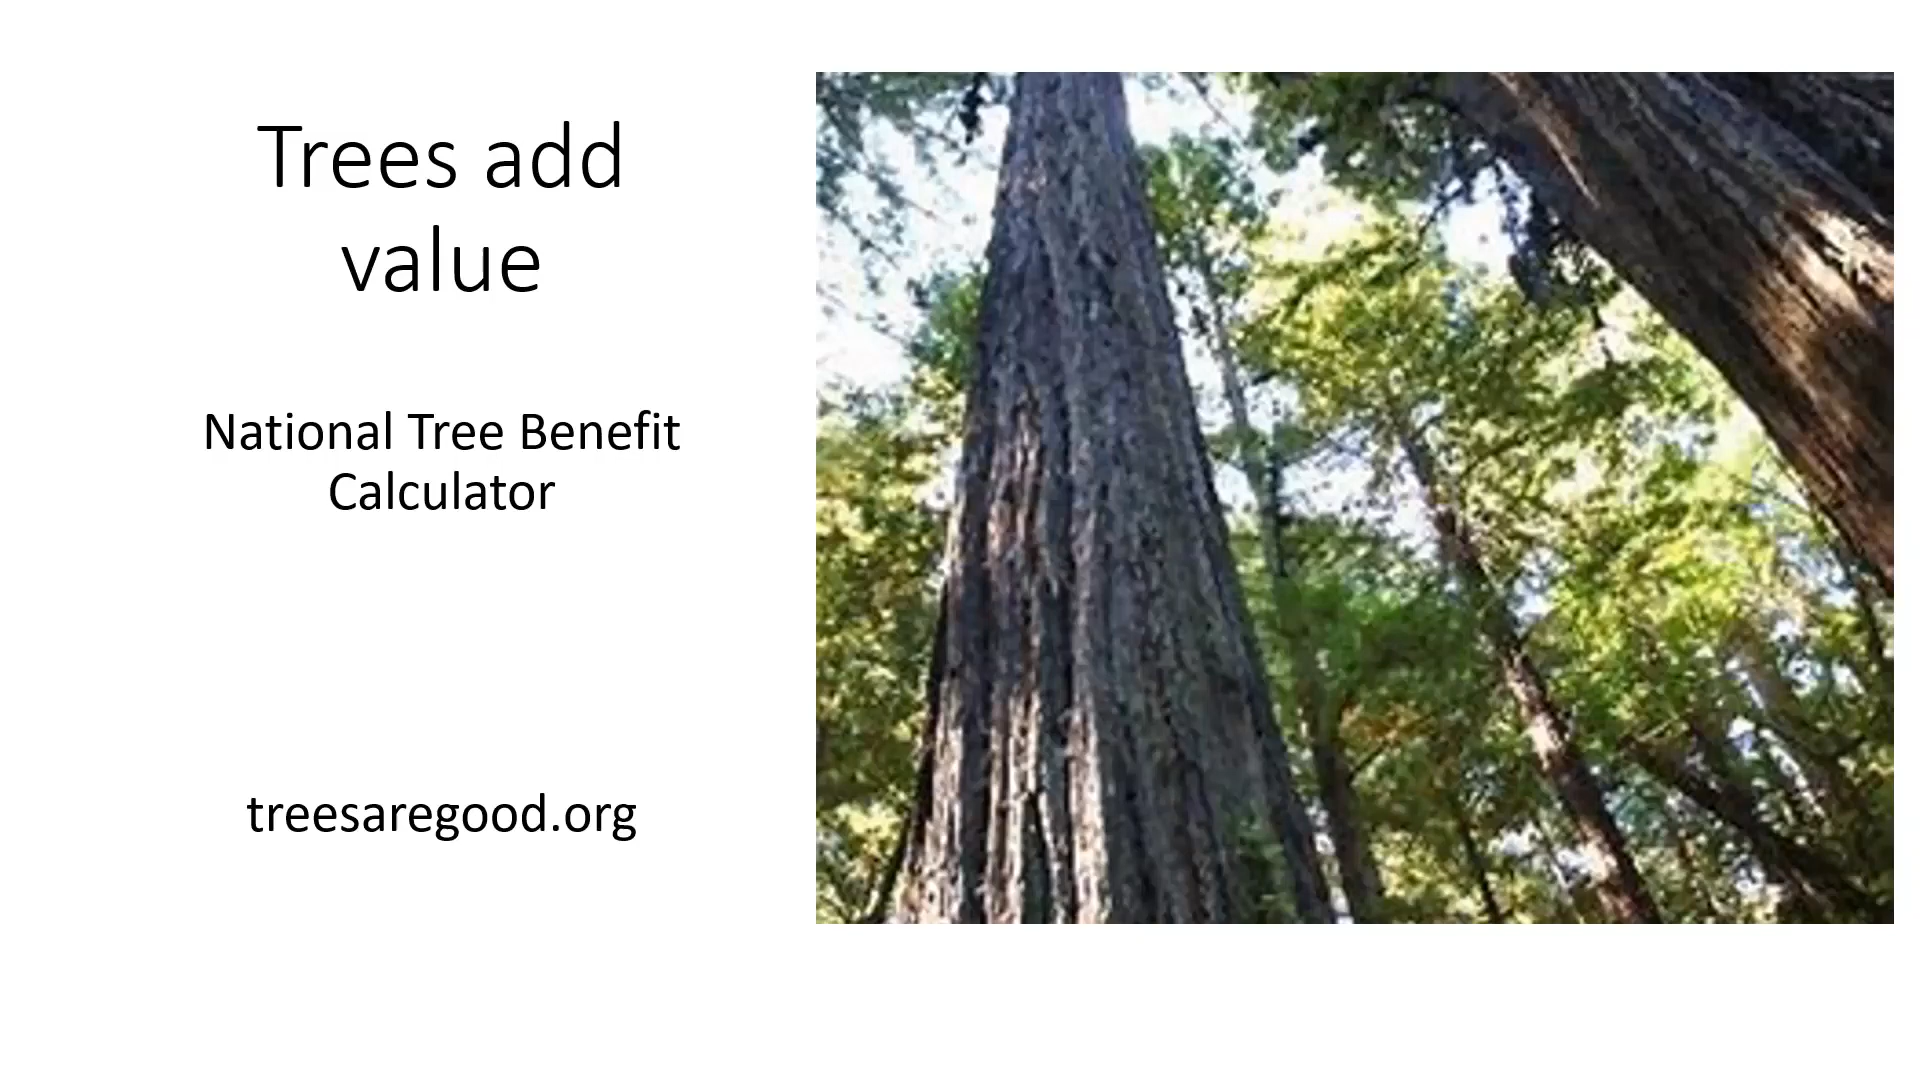 Trees add
value
National Tree Benefit
Calculator
treesaregood.org